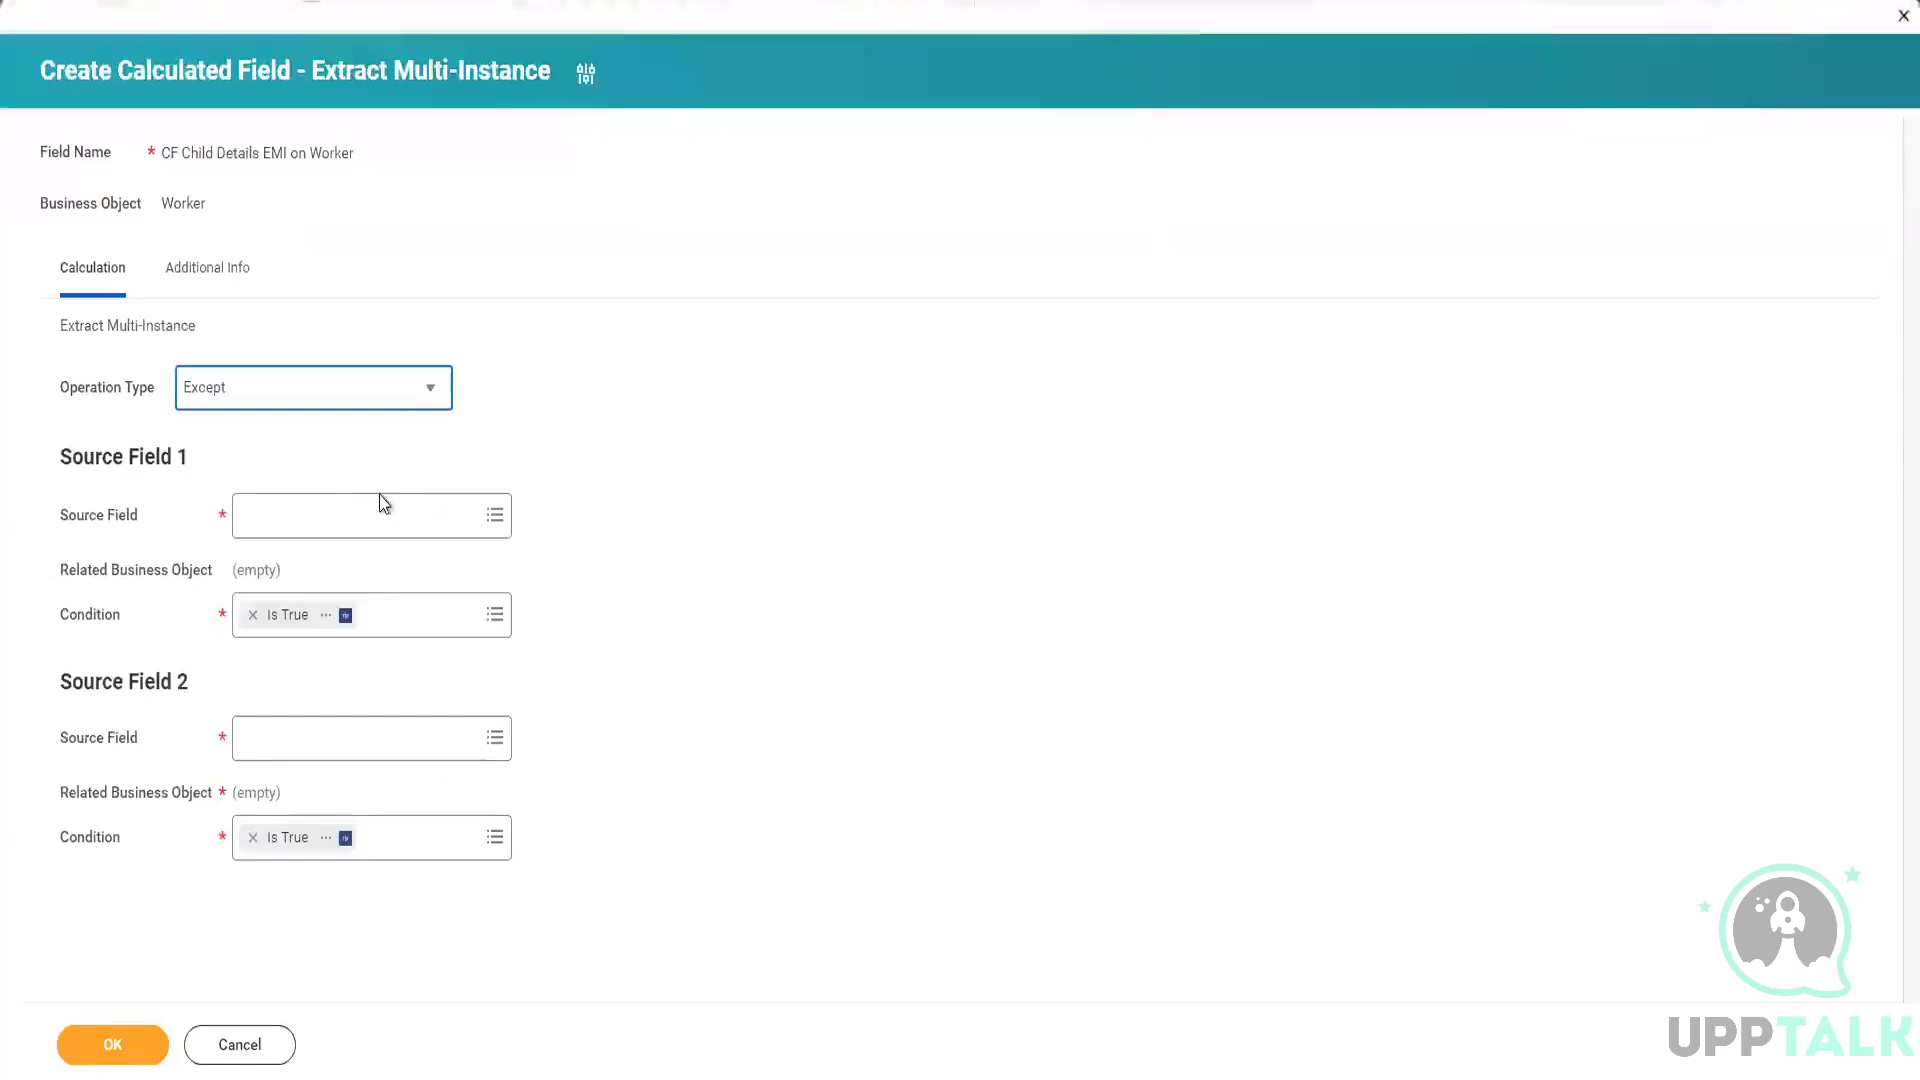 Create Calculated Field - Extract Multi-Instance
Field Name * CF Child Details EMI on Worker
Business Object Worker
Calculation Additional Info
Extract Multi-Instance
Operation Type Except
Source Field 1
Source Field *
Related Business Object (empty)
Condition * Is True
Source Field 2
Source Field *
Related Business Object * (empty)
Condition * Is True
OK Cancel
UPPTALK